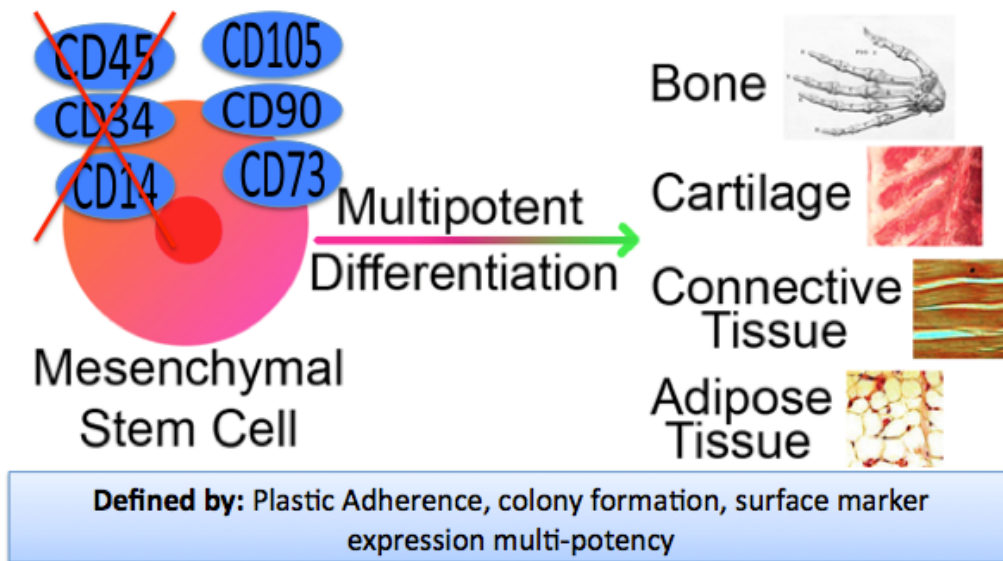 CD45
CD34
CD14
CD105
CD90
CD73
Mesenchymal
Stem Cell
Multipotent
Differentiation
Bone
Cartilage
Connective
Tissue
Adipose
Tissue
Defined by: Plastic Adherence, colony formation, surface marker
expression multi-potency